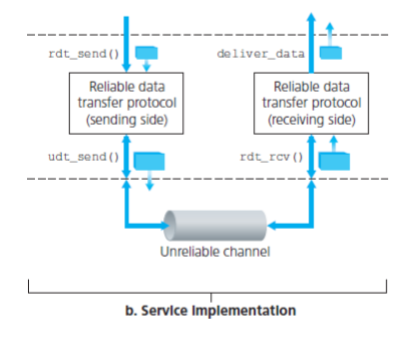 rdt_send()
deliver_data
Reliable data
transfer protocol
(sending side)
Reliable data
transfer protocol
(receiving side)
udt_send()
rdt_rcv()
Unreliable channel
b. Service implementation